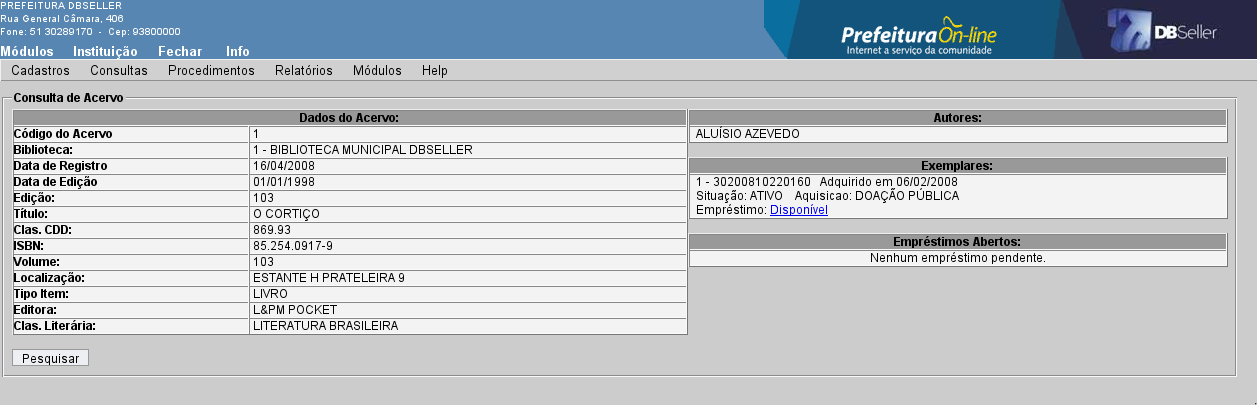 PREFEITURA DBSELLER
Rua General Câmara, 406
Fone: 51 30289170 - Cep: 93800000
Módulos Instituição Fechar Info
PrefeituraOn-line
Internet a serviço da comunidade
DBSeller
Cadastros Consultas Procedimentos Relatórios Módulos Help
Consulta de Acervo
Dados do Acervo:
Código do Acervo 1
Biblioteca: 1 - BIBLIOTECA MUNICIPAL DBSELLER
Data de Registro 16/04/2008
Data de Edição 01/01/1998
Edição: 103
Título: O CORTIÇO
Clas. CDD: 869.93
ISBN: 85.254.0917-9
Volume: 103
Localização: ESTANTE H PRATELEIRA 9
Tipo Item: LIVRO
Editora: L&PM POCKET
Clas. Literária: LITERATURA BRASILEIRA
Autores:
ALUÍSIO AZEVEDO
Exemplares:
1 - 30200810220160 Adquirido em 06/02/2008
Situação: ATIVO Aquisicao: DOAÇÃO PÚBLICA
Empréstimo: Disponível
Empréstimos Abertos:
Nenhum empréstimo pendente.
Pesquisar